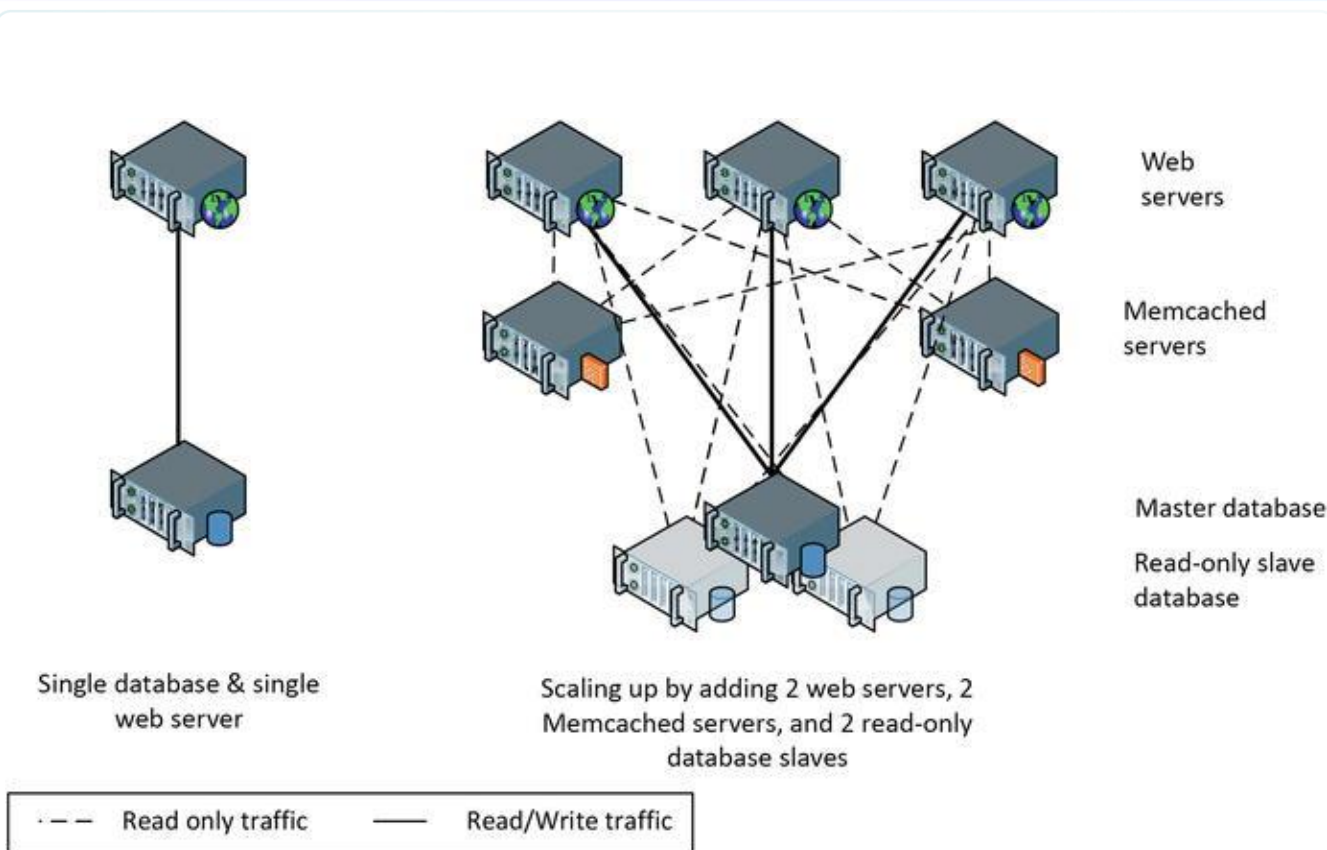 Web
servers
Memcached
servers
Master database
Read-only slave
database
Single database & single
web server
Scaling up by adding 2 web servers, 2
Memcached servers, and 2 read-only
database slaves
Read only traffic
Read/Write traffic